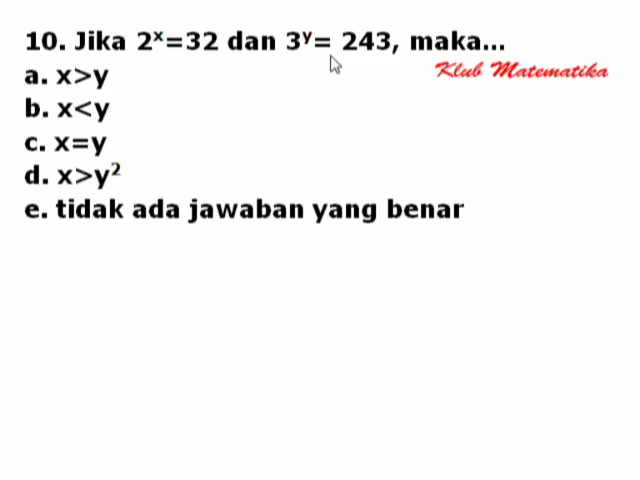 10. Jika 2ˣ=32 dan 3ʸ= 243, maka...
Klub Matematika
a. x>y
b. x<y
c. x=y
d. x>y²
e. tidak ada jawaban yang benar